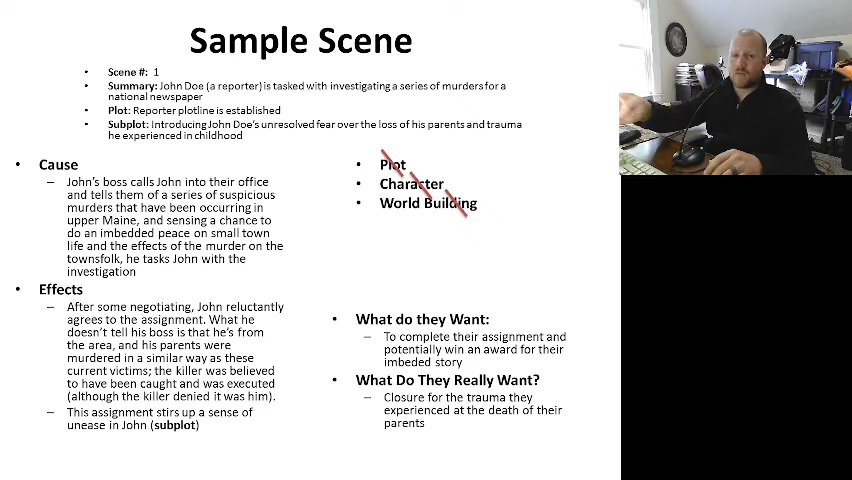 Sample Scene
• Scene #: 1
• Summary: John Doe (a reporter) is tasked with investigating a series of murders for a
national newspaper
• Plot: Reporter plotline is established
• Subplot: Introducing John Doe's unresolved fear over the loss of his parents and trauma
he experienced in childhood
• Cause
– John's boss calls John into their office
and tells them of a series of suspicious
murders that have been occurring in
upper Maine, and sensing a chance to
do an imbedded peace on small town
life and the effects of the murder on the
townsfolk, he tasks John with the
investigation
• Effects
– After some negotiating, John reluctantly
agrees to the assignment. What he
doesn't tell his boss is that he's from
the area, and his parents were
murdered in a similar way as these
current victims; the killer was believed
to have been caught and was executed
(although the killer denied it was him).
– This assignment stirs up a sense of
unease in John (subplot)
• Plot
• Character
• World Building
• What do they Want:
– To complete their assignment and
potentially win an award for their
imbeded story
• What Do They Really Want?
– Closure for the trauma they
experienced at the death of their
parents